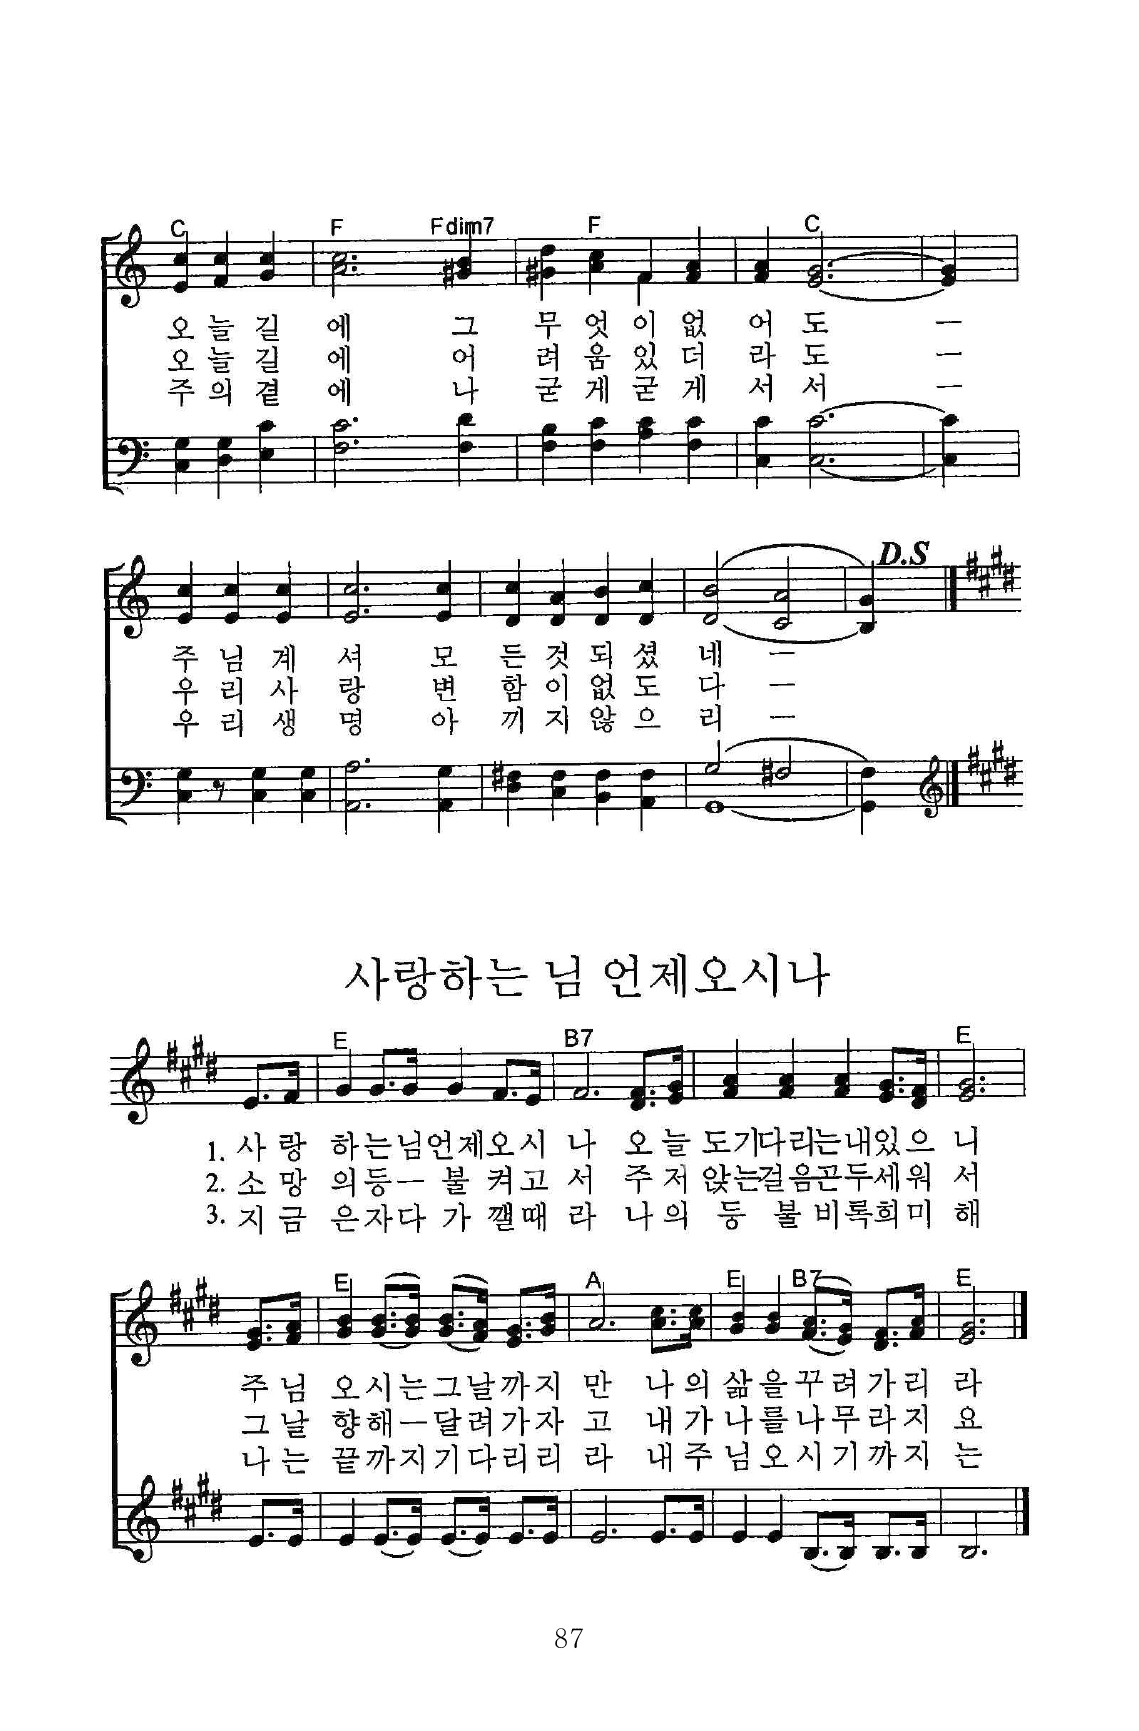 C F Fdim7 F C
오 늘 길 에 그 무 엇 이 없 어 도 ㅡ
오 늘 길 에 어 려 움 있 더 라 도 ㅡ
주 의 곁 에 나 굳 게 굳 게 서 서 ㅡ
D.S
주 님 계 셔 모 든 것 되 셨 네 ㅡ
우 리 사 랑 변 함 이 없 도 다 ㅡ
우 리 생 명 아 끼 지 않 으 리 ㅡ
사랑하는 님 언제오시나
E B7 E
1. 사 랑 하는님언제오시 나 오 늘 도기다리는내있으 니
2. 소 망 의등ㅡ 불 켜고 서 주 저 앉는걸음곤두세워 서
3. 지 금 은자다 가 깰때 라 나 의 등 불 비록희미 해
E A E B7 E
주 님 오시는그날까지 만 나 의 삶을꾸려가리 라
그 날 향해ㅡ달려가자 고 내 가 나를나무라지 요
나 는 끝까지기다리리 라 내 주 님오시기까지 는
87